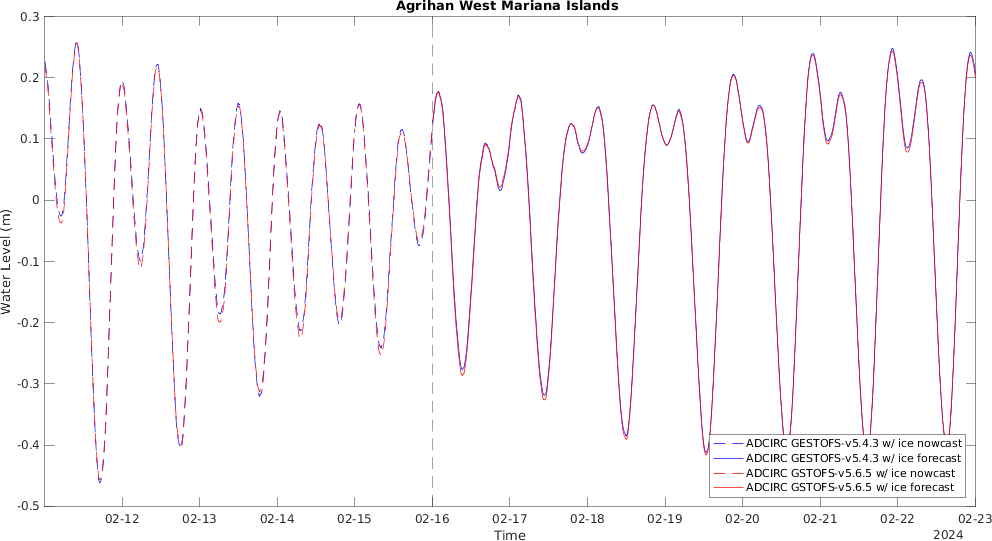 Agrihan West Mariana Islands
0.3
0.2
0.1
0
-0.1
-0.2
-0.3
-0.4
-0.5
Water Level (m)
ADCIRC GESTOFS-v5.4.3 w/ ice nowcast
ADCIRC GESTOFS-v5.4.3 w/ ice forecast
ADCIRC GSTOFS-v5.6.5 w/ ice nowcast
ADCIRC GSTOFS-v5.6.5 w/ ice forecast
02-12 02-13 02-14 02-15 02-16 02-17 02-18 02-19 02-20 02-21 02-22 02-23
Time
2024